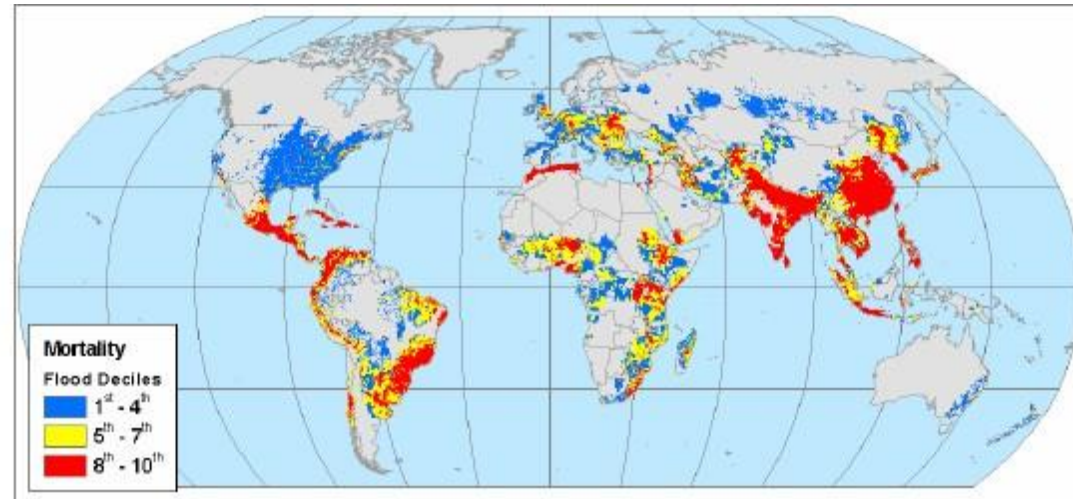 Mortality
Flood Deciles
1st - 4th
5th - 7th
8th - 10th